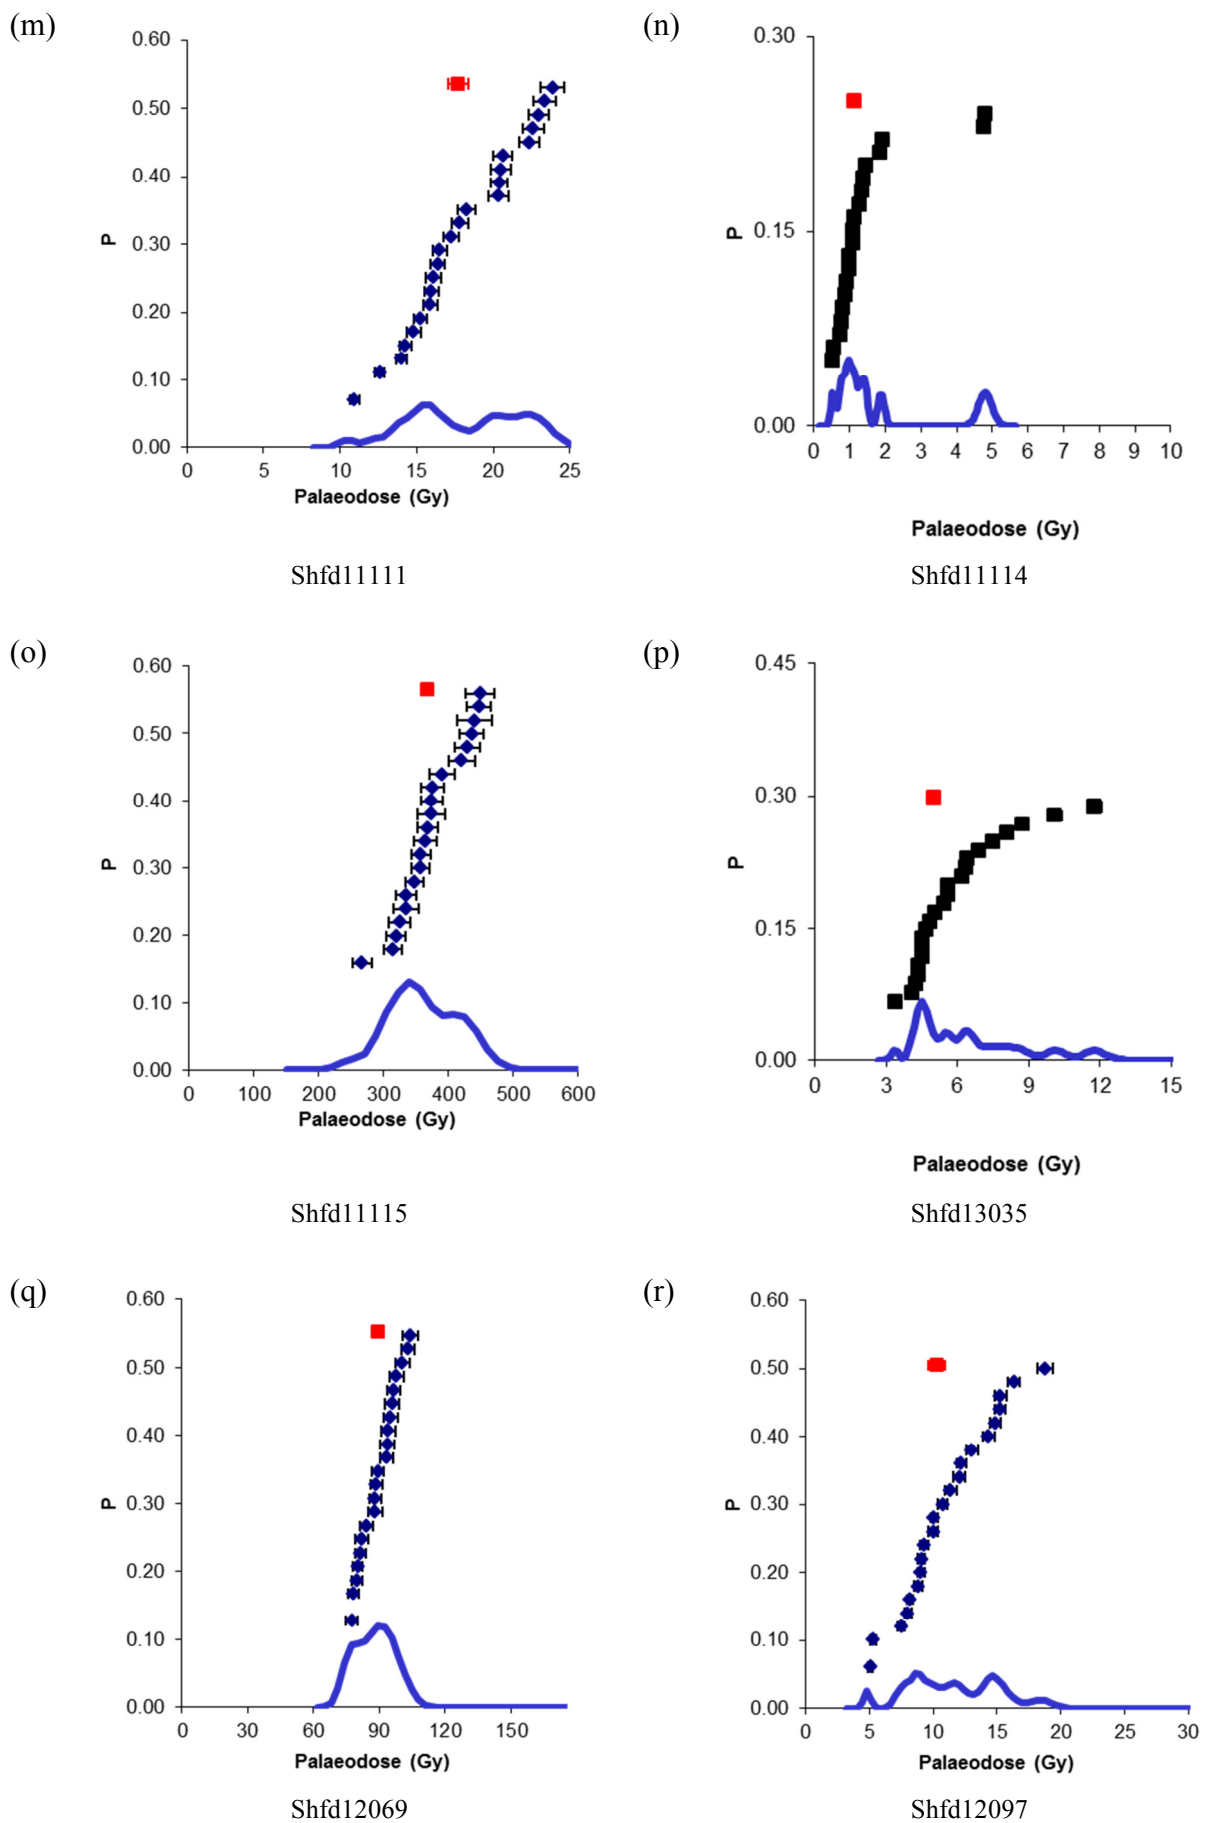 (m)
0.60
0.50
0.40
P
0.30
0.20
0.10
0.00
0 5 10 15 20 25
Palaeodose (Gy)
Shfd11111
(n)
0.30
P
0.15
0.00
0 1 2 3 4 5 6 7 8 9 10
Palaeodose (Gy)
Shfd11114
(o)
0.60
0.50
0.40
P
0.30
0.20
0.10
0.00
0 100 200 300 400 500 600
Palaeodose (Gy)
Shfd11115
(p)
0.45
0.30
P
0.15
0.00
0 3 6 9 12 15
Palaeodose (Gy)
Shfd13035
(q)
0.60
0.50
0.40
P
0.30
0.20
0.10
0.00
0 30 60 90 120 150
Palaeodose (Gy)
Shfd12069
(r)
0.60
0.50
0.40
P
0.30
0.20
0.10
0.00
0 5 10 15 20 25 30
Palaeodose (Gy)
Shfd12097